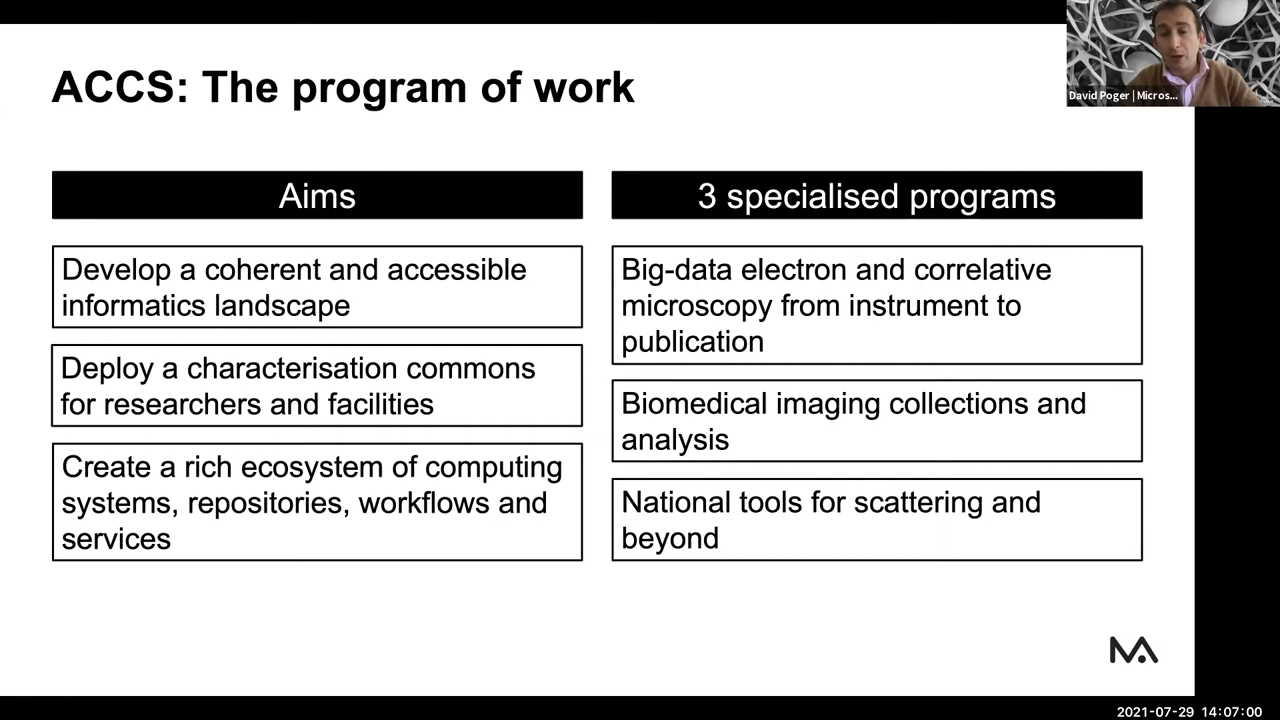 ACCS: The program of work
David Poger | Micros...
Aims
Develop a coherent and accessible
informatics landscape
Deploy a characterisation commons
for researchers and facilities
Create a rich ecosystem of computing
systems, repositories, workflows and
services
3 specialised programs
Big-data electron and correlative
microscopy from instrument to
publication
Biomedical imaging collections and
analysis
National tools for scattering and
beyond
MA
2021-07-29 14:07:00